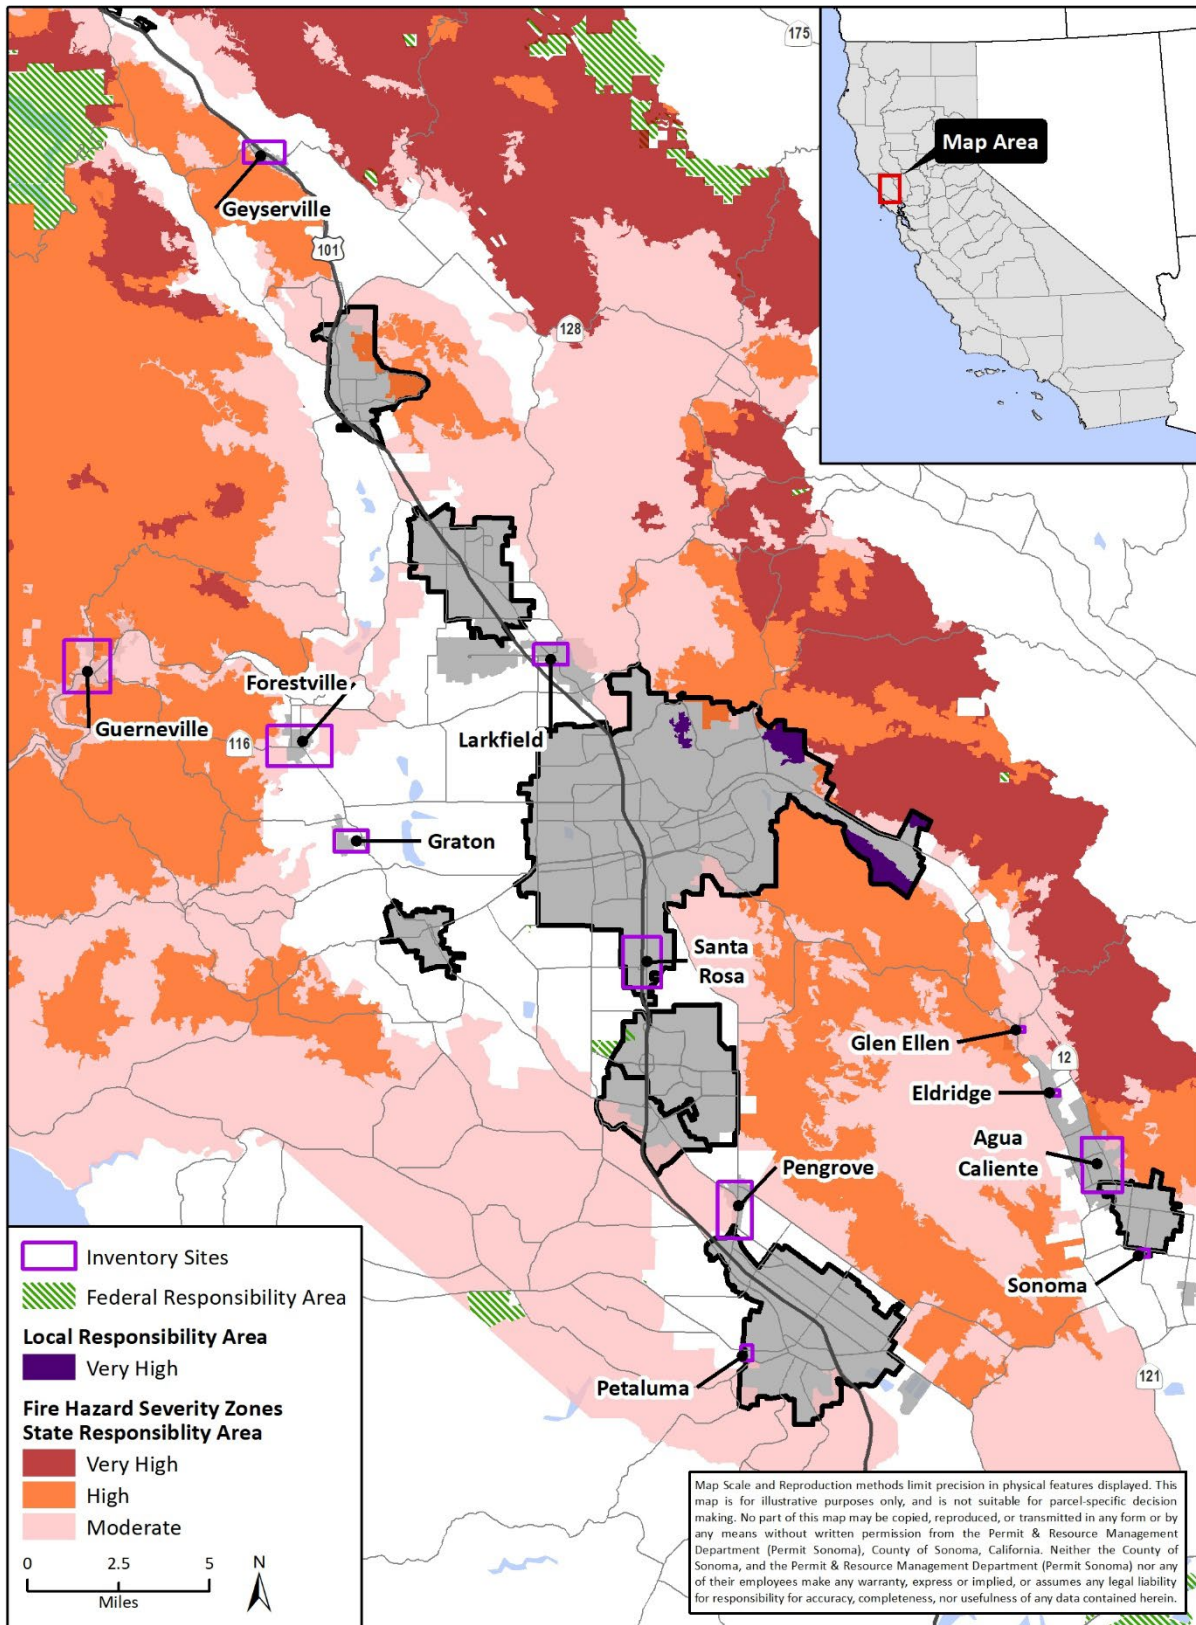 175
Map Area
Geyserville
101
128
Forestville
Guerneville
116
Larkfield
Graton
Santa
Rosa
Glen Ellen
12
Eldridge
Agua
Caliente
Pengrove
Sonoma
121
Petaluma
Inventory Sites
Federal Responsibility Area
Local Responsibility Area
Very High
Fire Hazard Severity Zones
State Responsiblity Area
Very High
High
Moderate
0 2.5 5
Miles
N
Map Scale and Reproduction methods limit precision in physical features displayed. This
map is for illustrative purposes only, and is not suitable for parcel-specific decision
making. No part of this map may be copied, reproduced, or transmitted in any form or by
any means without written permission from the Permit & Resource Management
Department (Permit Sonoma), County of Sonoma, California. Neither the County of
Sonoma, and the Permit & Resource Management Department (Permit Sonoma) nor any
of their employees make any warranty, express or implied, or assumes any legal liability
for responsibility for accuracy, completeness, nor usefulness of any data contained herein.